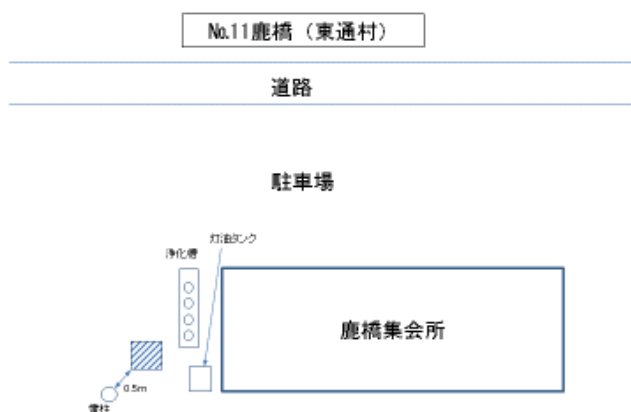 No.11鹿橋（東通村）
道路
駐車場
灯油タンク
浄化槽
鹿橋集会所
0.5m
電柱